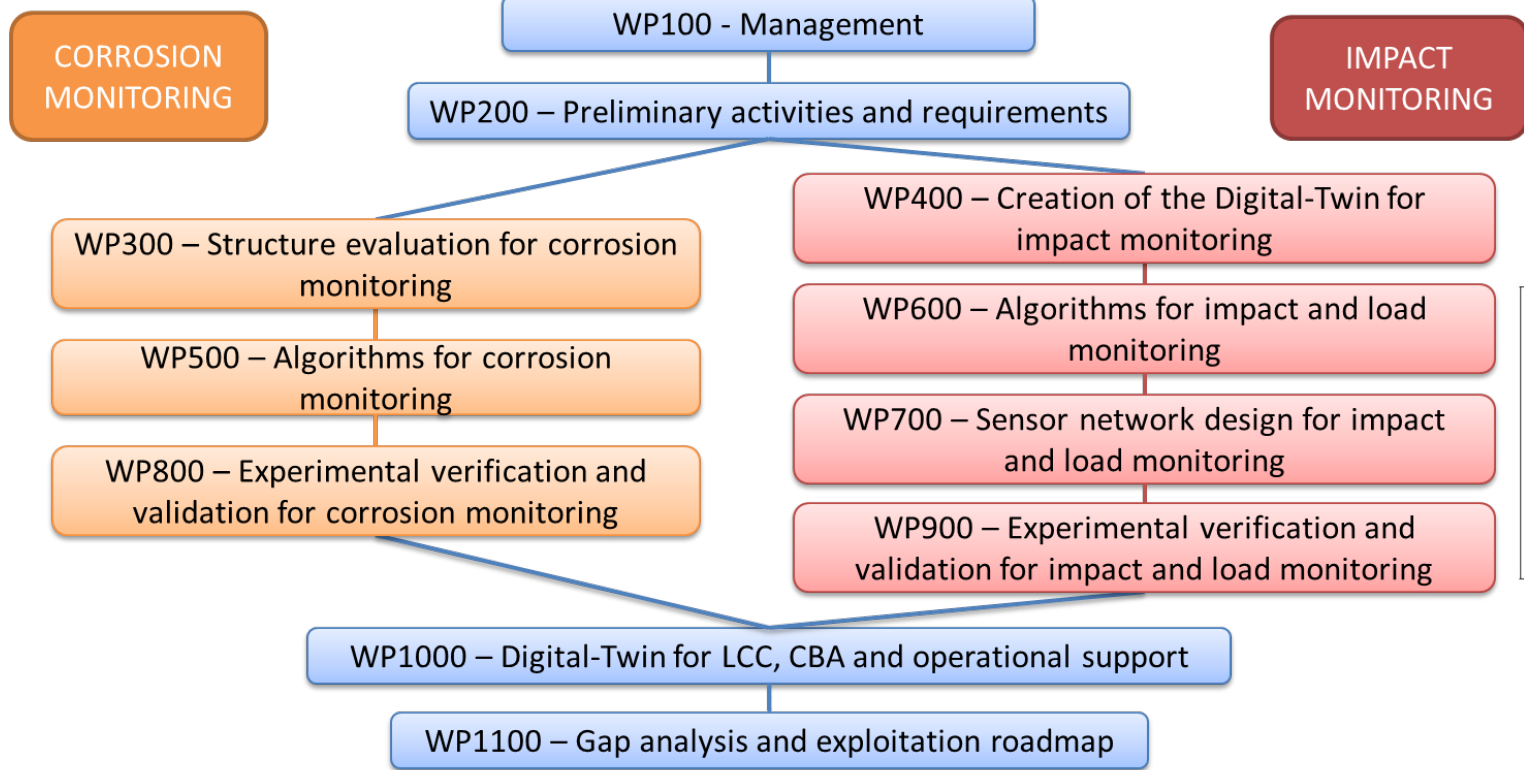 WP100 - Management
CORROSION
MONITORING
IMPACT
MONITORING
WP200 – Preliminary activities and requirements
WP400 – Creation of the Digital-Twin for
impact monitoring
WP300 – Structure evaluation for corrosion
monitoring
WP600 – Algorithms for impact and load
monitoring
WP500 – Algorithms for corrosion
monitoring
WP700 – Sensor network design for impact
and load monitoring
WP800 – Experimental verification and
validation for corrosion monitoring
WP900 – Experimental verification and
validation for impact and load monitoring
WP1000 – Digital-Twin for LCC, CBA and operational support
WP1100 – Gap analysis and exploitation roadmap